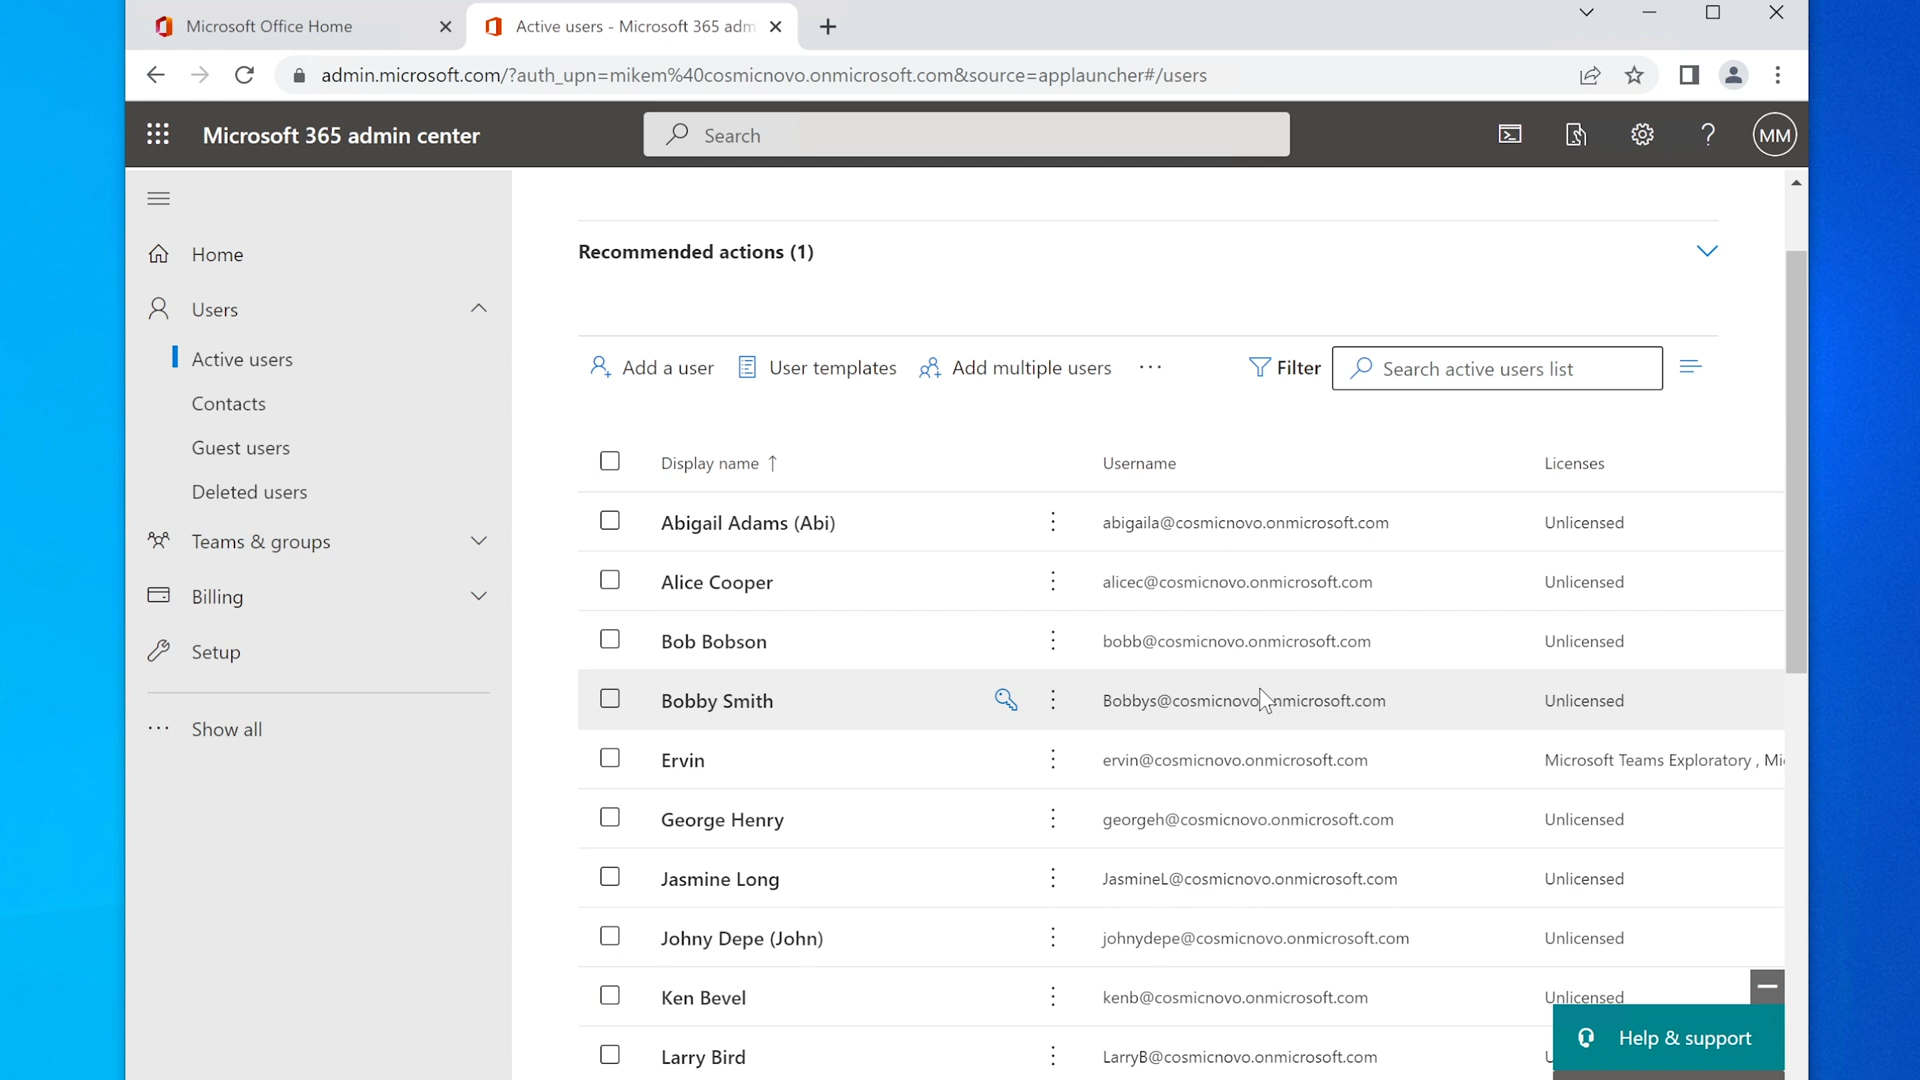 Microsoft Office Home
Active users - Microsoft 365 adm
admin.microsoft.com/?auth_upn=mikem%40cosmicnovo.onmicrosoft.com&source=applauncher#/users
Microsoft 365 admin center
Search
MM
Home
Users
Active users
Contacts
Guest users
Deleted users
Teams & groups
Billing
Setup
Show all
Recommended actions (1)
Add a user
User templates
Add multiple users
Filter
Search active users list
Display name ↑ Username Licenses
Abigail Adams (Abi) abigaila@cosmicnovo.onmicrosoft.com Unlicensed
Alice Cooper alicec@cosmicnovo.onmicrosoft.com Unlicensed
Bob Bobson bobb@cosmicnovo.onmicrosoft.com Unlicensed
Bobby Smith Bobbys@cosmicnovo.onmicrosoft.com Unlicensed
Ervin ervin@cosmicnovo.onmicrosoft.com Microsoft Teams Exploratory , Mi
George Henry georgeh@cosmicnovo.onmicrosoft.com Unlicensed
Jasmine Long JasmineL@cosmicnovo.onmicrosoft.com Unlicensed
Johny Depe (John) johnydepe@cosmicnovo.onmicrosoft.com Unlicensed
Ken Bevel kenb@cosmicnovo.onmicrosoft.com Unlicensed
Larry Bird LarryB@cosmicnovo.onmicrosoft.com
Help & support